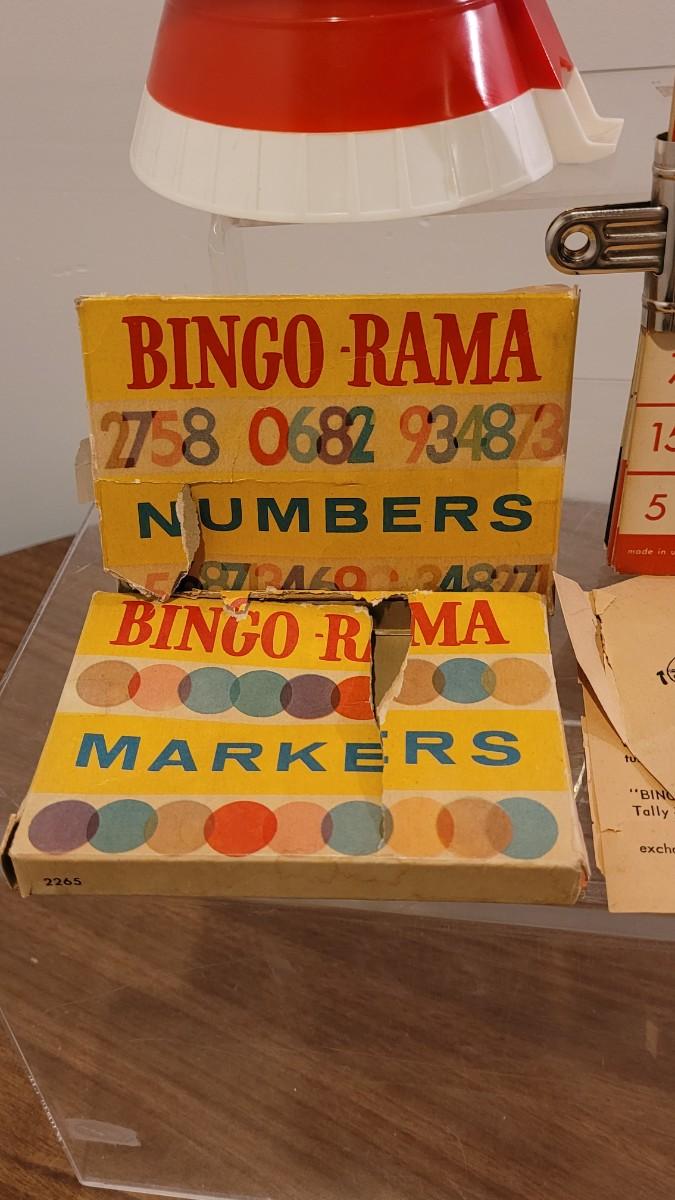 BINGO-RAMA
2758 0682 934873
NUMBERS
BINGO-RAMA
MARKERS
2265
15
5
made in u
"BING
Tally
excha